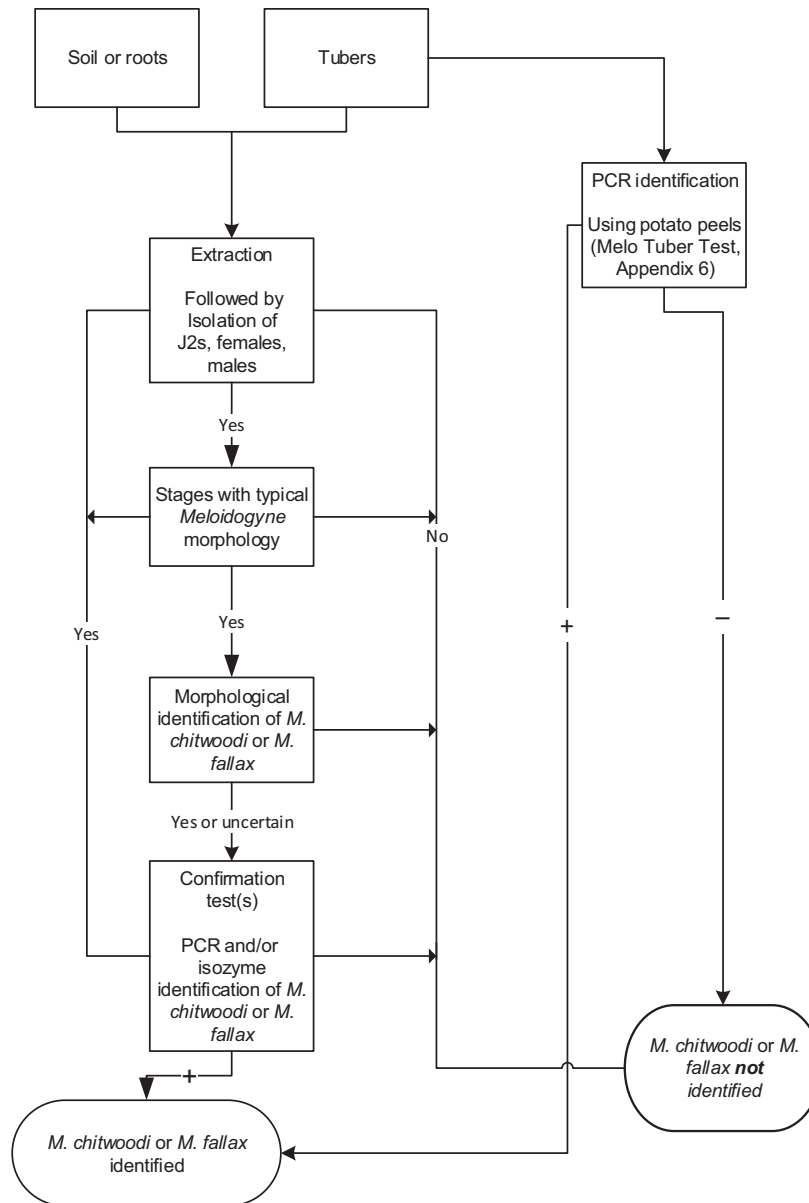 Soil or roots
Tubers
PCR identification
Using potato peels
(Melo Tuber Test,
Appendix 6)
Extraction
Followed by
Isolation of
J2s, females,
males
Yes
Stages with typical
Meloidogyne
morphology
No
Yes
Yes
+
–
Morphological
identification of M.
chitwoodi or M.
fallax
Yes or uncertain
Confirmation
test(s)
PCR and/or
isozyme
identification of M.
chitwoodi or M.
fallax
+
M. chitwoodi or M.
fallax not
identified
M. chitwoodi or M. fallax
identified